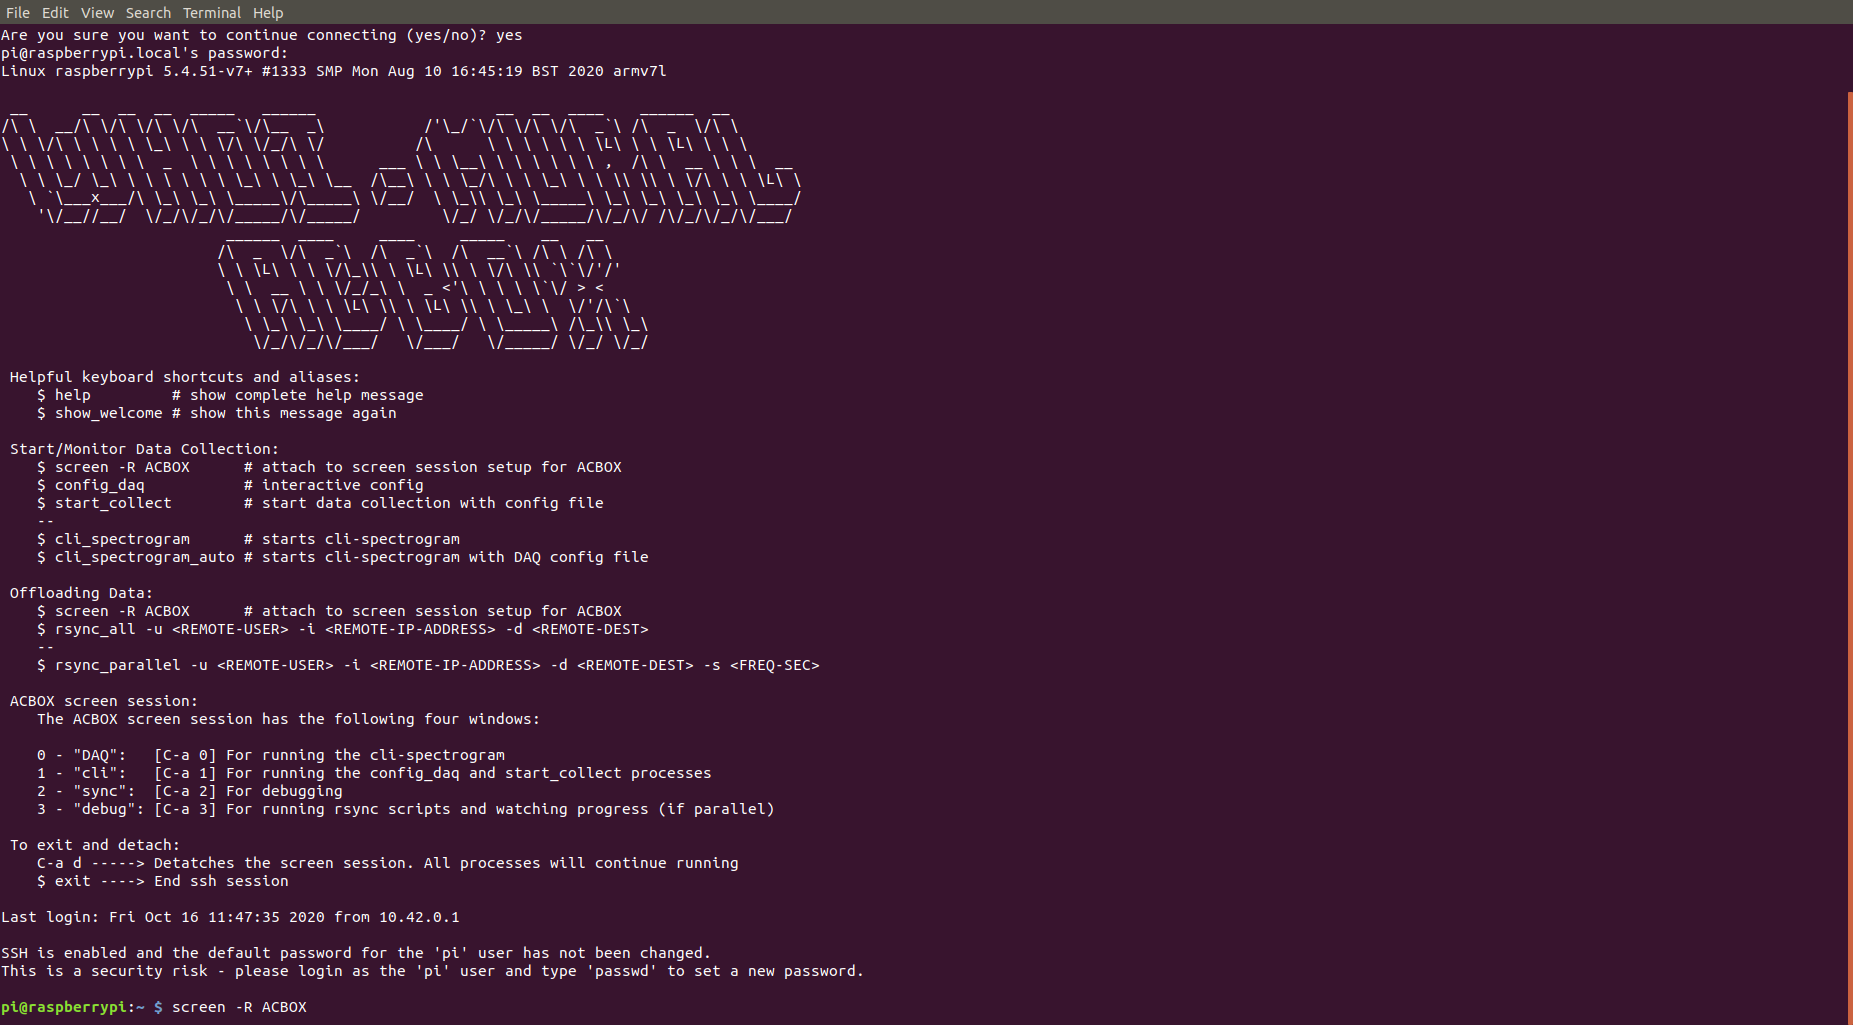 File Edit View Search Terminal Help
Are you sure you want to continue connecting (yes/no)? yes
pi@raspberrypi.local's password:
Linux raspberrypi 5.4.51-v7+ #1333 SMP Mon Aug 10 16:45:19 BST 2020 armv7l
WHOI - AUVAL
ACBOX
Helpful keyboard shortcuts and aliases:
$ help         # show complete help message
$ show_welcome # show this message again
Start/Monitor Data Collection:
$ screen -R ACBOX      # attach to screen session setup for ACBOX
$ config_daq           # interactive config
$ start_collect        # start data collection with config file
--
$ cli_spectrogram      # starts cli-spectrogram
$ cli_spectrogram_auto # starts cli-spectrogram with DAQ config file
Offloading Data:
$ screen -R ACBOX      # attach to screen session setup for ACBOX
$ rsync_all -u <REMOTE-USER> -i <REMOTE-IP-ADDRESS> -d <REMOTE-DEST>
--
$ rsync_parallel -u <REMOTE-USER> -i <REMOTE-IP-ADDRESS> -d <REMOTE-DEST> -s <FREQ-SEC>
ACBOX screen session:
The ACBOX screen session has the following four windows:
0 - "DAQ":   [C-a 0] For running the cli-spectrogram
1 - "cli":   [C-a 1] For running the config_daq and start_collect processes
2 - "sync":  [C-a 2] For debugging
3 - "debug": [C-a 3] For running rsync scripts and watching progress (if parallel)
To exit and detach:
C-a d -----> Detatches the screen session. All processes will continue running
$ exit ----> End ssh session
Last login: Fri Oct 16 11:47:35 2020 from 10.42.0.1
SSH is enabled and the default password for the 'pi' user has not been changed.
This is a security risk - please login as the 'pi' user and type 'passwd' to set a new password.
pi@raspberrypi:~ $ screen -R ACBOX